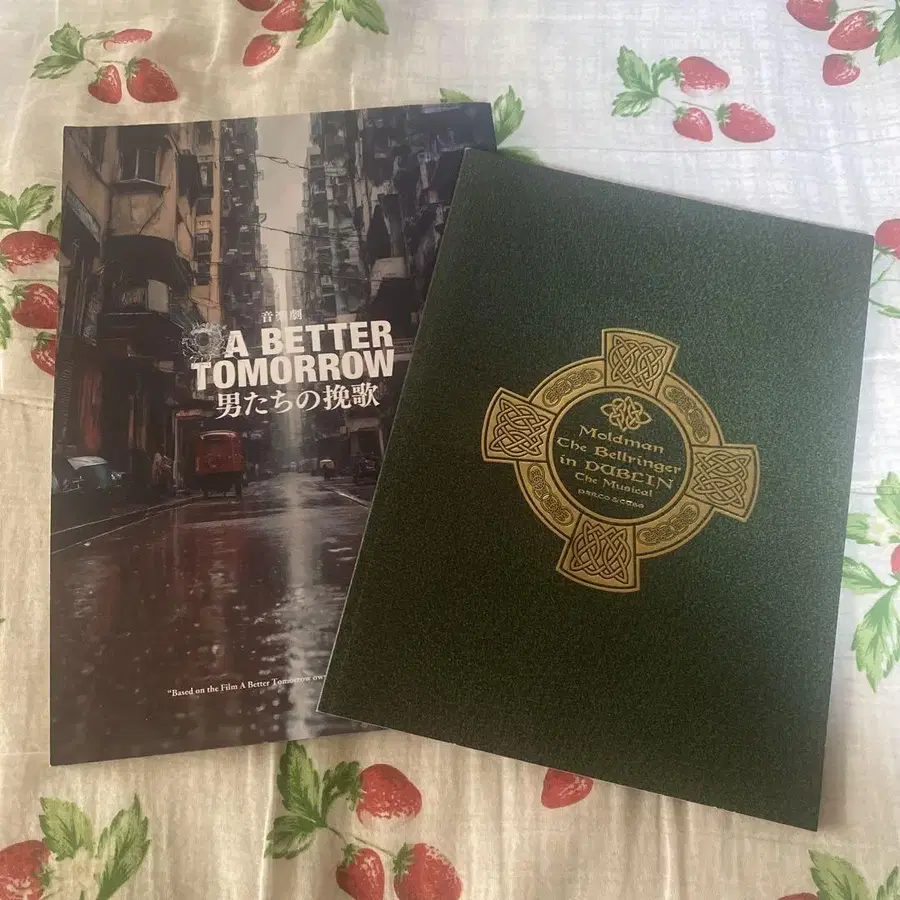 音楽劇
A BETTER
TOMORROW
男たちの挽歌
"Based on the Film A Better Tomorrow
Moldman
The Bellringer
in DUBLIN
The Musical